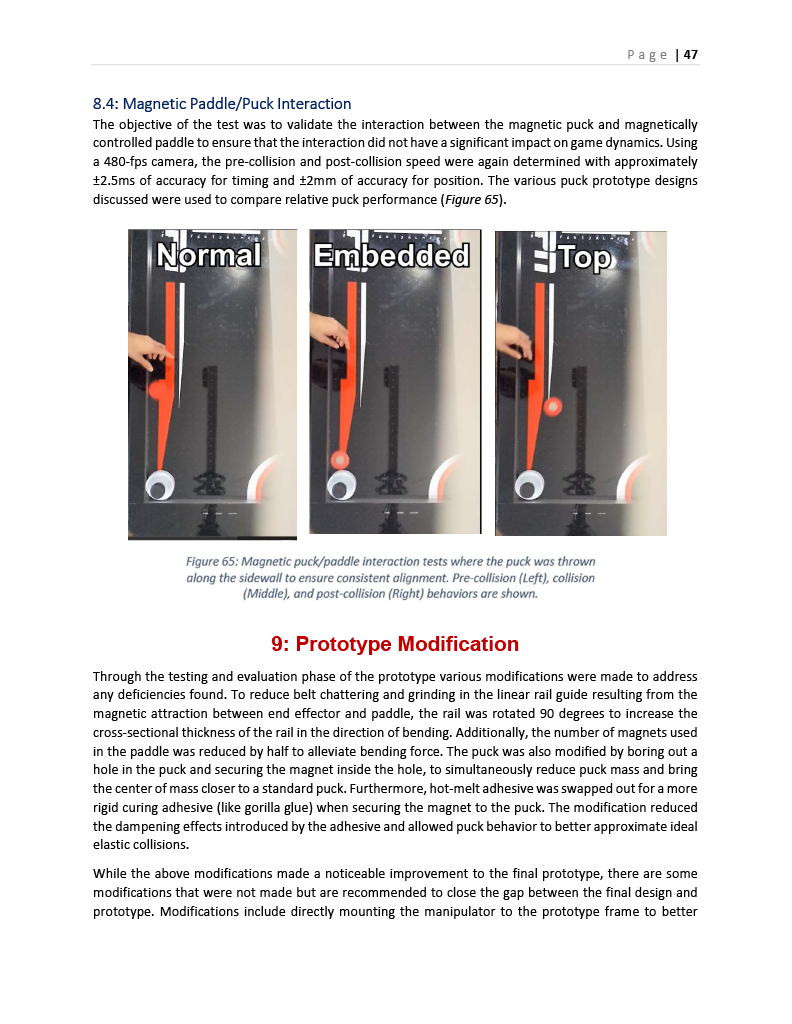 Page | 47
8.4: Magnetic Paddle/Puck Interaction
The objective of the test was to validate the interaction between the magnetic puck and magnetically
controlled paddle to ensure that the interaction did not have a significant impact on game dynamics. Using
a 480-fps camera, the pre-collision and post-collision speed were again determined with approximately
±2.5ms of accuracy for timing and ±2mm of accuracy for position. The various puck prototype designs
discussed were used to compare relative puck performance (Figure 65).
Normal Embedded Top
Figure 65: Magnetic puck/paddle interaction tests where the puck was thrown
along the sidewall to ensure consistent alignment. Pre-collision (Left), collision
(Middle), and post-collision (Right) behaviors are shown.
9: Prototype Modification
Through the testing and evaluation phase of the prototype various modifications were made to address
any deficiencies found. To reduce belt chattering and grinding in the linear rail guide resulting from the
magnetic attraction between end effector and paddle, the rail was rotated 90 degrees to increase the
cross-sectional thickness of the rail in the direction of bending. Additionally, the number of magnets used
in the paddle was reduced by half to alleviate bending force. The puck was also modified by boring out a
hole in the puck and securing the magnet inside the hole, to simultaneously reduce puck mass and bring
the center of mass closer to a standard puck. Furthermore, hot-melt adhesive was swapped out for a more
rigid curing adhesive (like gorilla glue) when securing the magnet to the puck. The modification reduced
the dampening effects introduced by the adhesive and allowed puck behavior to better approximate ideal
elastic collisions.
While the above modifications made a noticeable improvement to the final prototype, there are some
modifications that were not made but are recommended to close the gap between the final design and
prototype. Modifications include directly mounting the manipulator to the prototype frame to better